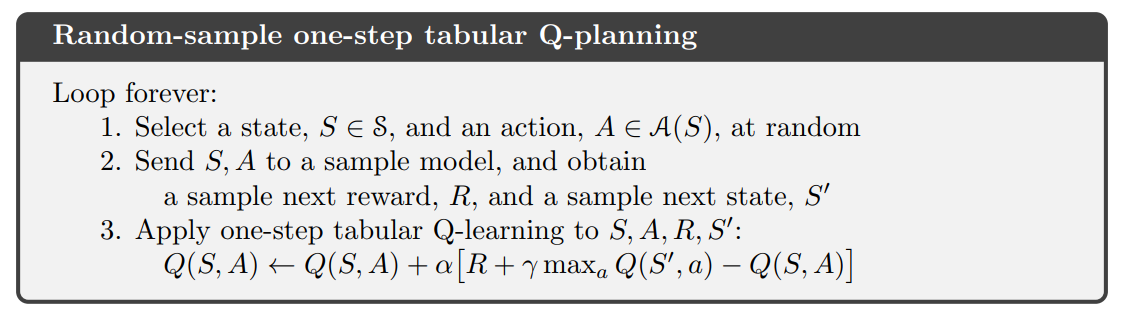 Random-sample one-step tabular Q-planning
Loop forever:
1. Select a state, S ∈ 𝒮, and an action, A ∈ 𝒜(S), at random
2. Send S, A to a sample model, and obtain
a sample next reward, R, and a sample next state, S′
3. Apply one-step tabular Q-learning to S, A, R, S′:
Q(S, A) ← Q(S, A) + α[R + γ maxₐ Q(S′, a) − Q(S, A)]